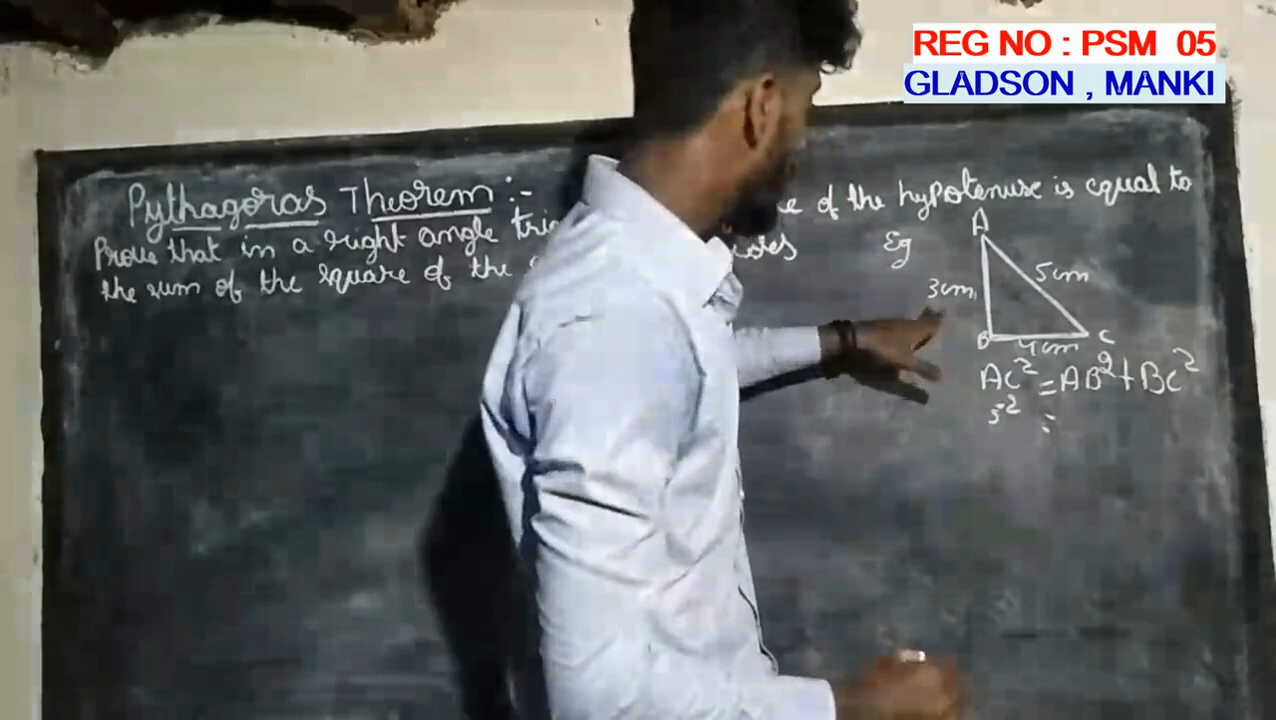 REG NO : PSM 05
GLADSON , MANKI
Pythagoras Theorem :-
Prove that in a right angle of the hypotenuse is equal to
the sum of the square of the
Eg
A
3cm 5cm
B 4cm C
AC² = AB² + BC²
5² =